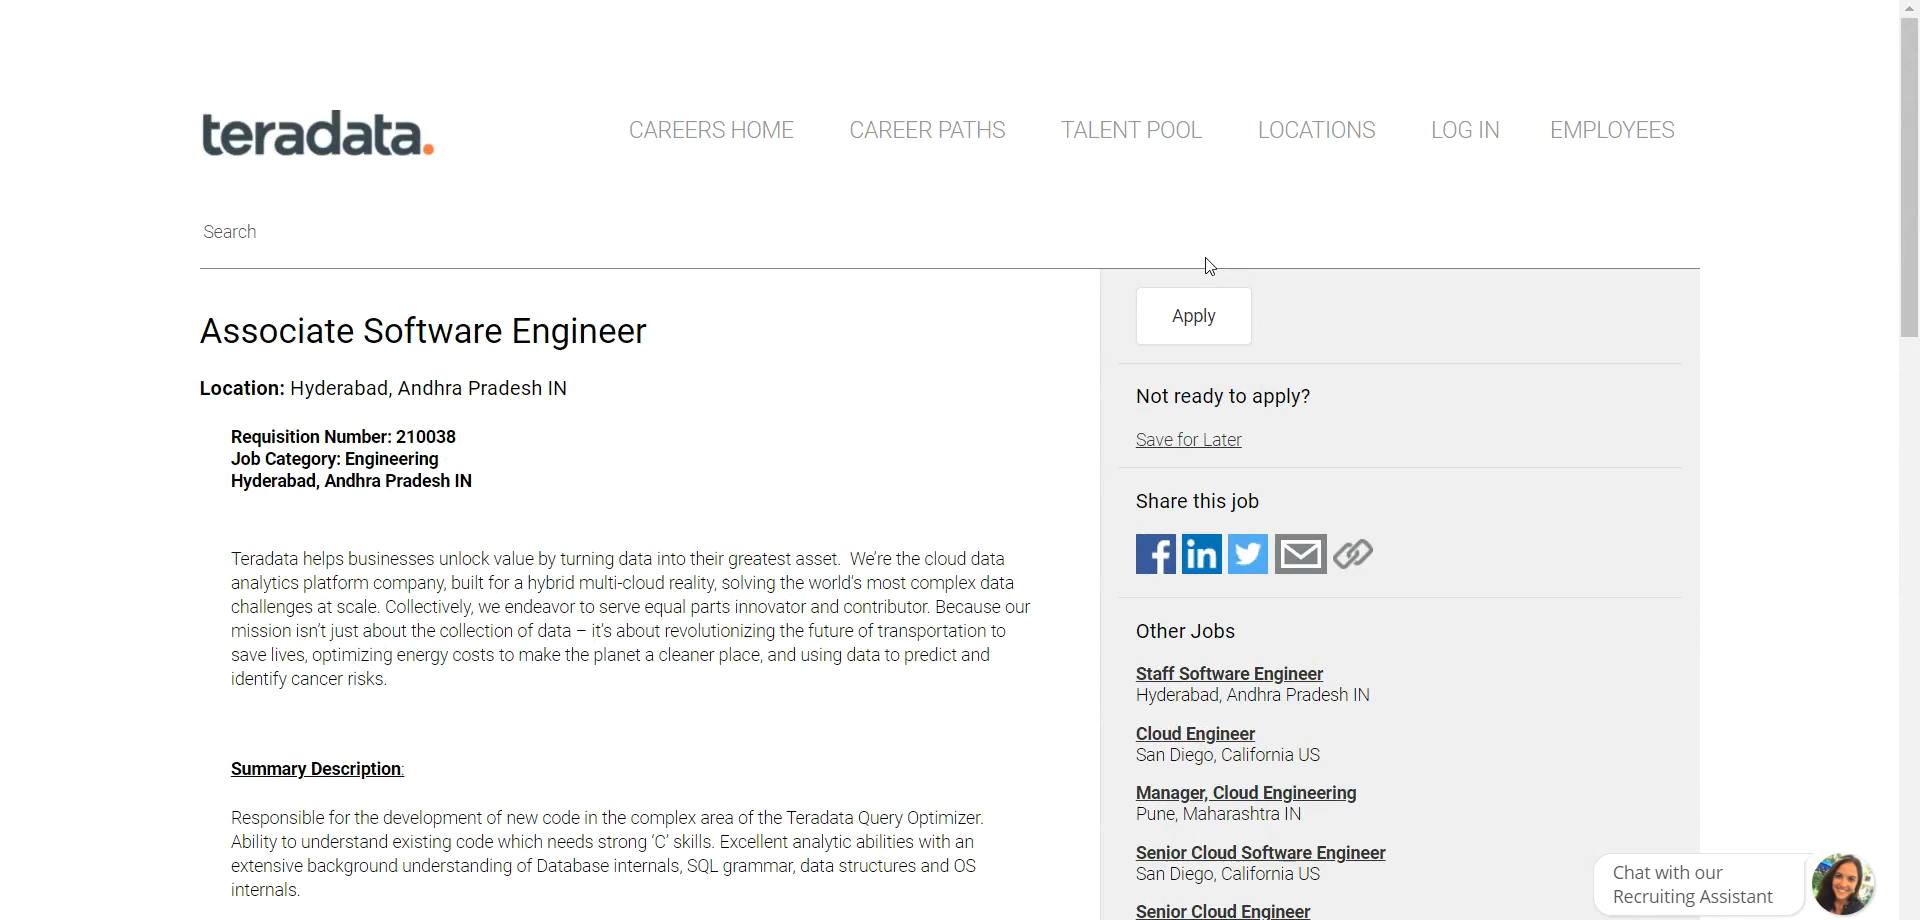 teradata.
CAREERS HOME
CAREER PATHS
TALENT POOL
LOCATIONS
LOG IN
EMPLOYEES
Search
Associate Software Engineer
Location: Hyderabad, Andhra Pradesh IN
Requisition Number: 210038
Job Category: Engineering
Hyderabad, Andhra Pradesh IN
Teradata helps businesses unlock value by turning data into their greatest asset.  We’re the cloud data
analytics platform company, built for a hybrid multi-cloud reality, solving the world's most complex data
challenges at scale. Collectively, we endeavor to serve equal parts innovator and contributor. Because our
mission isn’t just about the collection of data – it’s about revolutionizing the future of transportation to
save lives, optimizing energy costs to make the planet a cleaner place, and using data to predict and
identify cancer risks.
Summary Description:
Responsible for the development of new code in the complex area of the Teradata Query Optimizer.
Ability to understand existing code which needs strong ‘C’ skills. Excellent analytic abilities with an
extensive background understanding of Database internals, SQL grammar, data structures and OS
internals.
Apply
Not ready to apply?
Save for Later
Share this job
Other Jobs
Staff Software Engineer
Hyderabad, Andhra Pradesh IN
Cloud Engineer
San Diego, California US
Manager, Cloud Engineering
Pune, Maharashtra IN
Senior Cloud Software Engineer
San Diego, California US
Senior Cloud Engineer
Chat with our
Recruiting Assistant